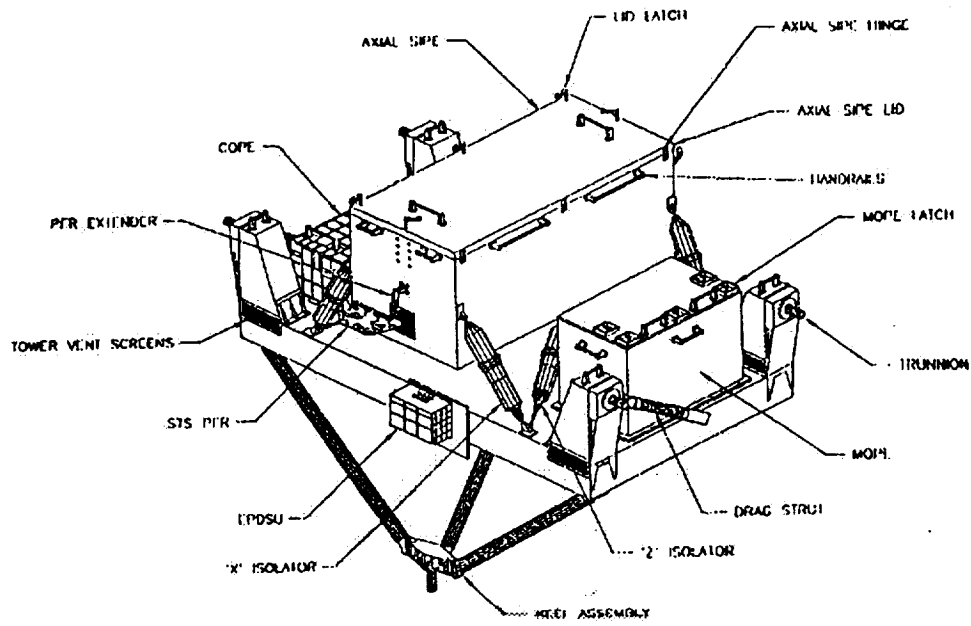 LID LATCH
AXIAL SIPE
AXIAL SIPE HINGE
AXIAL SIPE LID
COPE
HANDRAILS
PFR EXTENDER
MOPE LATCH
TOWER VENT SCREENS
TRUNNION
STS PFR
MOPE
EPDSU
DRAG STRUT
"X" ISOLATOR
"Z" ISOLATOR
KEEL ASSEMBLY